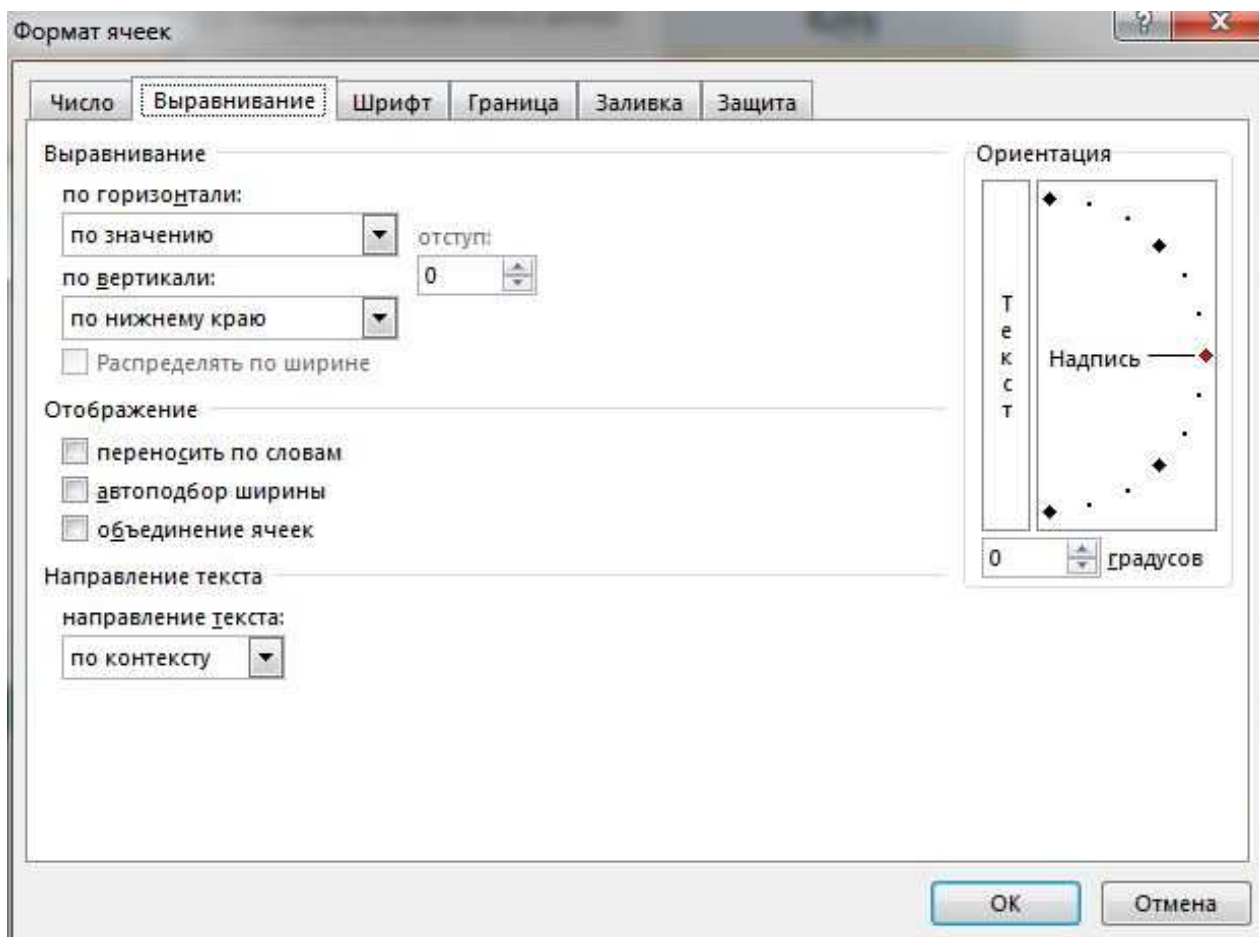 Формат ячеек
Число Выравнивание Шрифт Граница Заливка Защита
Выравнивание
по горизонтали:
по значению
отступ:
0
по вертикали:
по нижнему краю
Распределять по ширине
Отображение
переносить по словам
автоподбор ширины
объединение ячеек
Направление текста
направление текста:
по контексту
Ориентация
Текст
Надпись
0 градусов
ОК Отмена